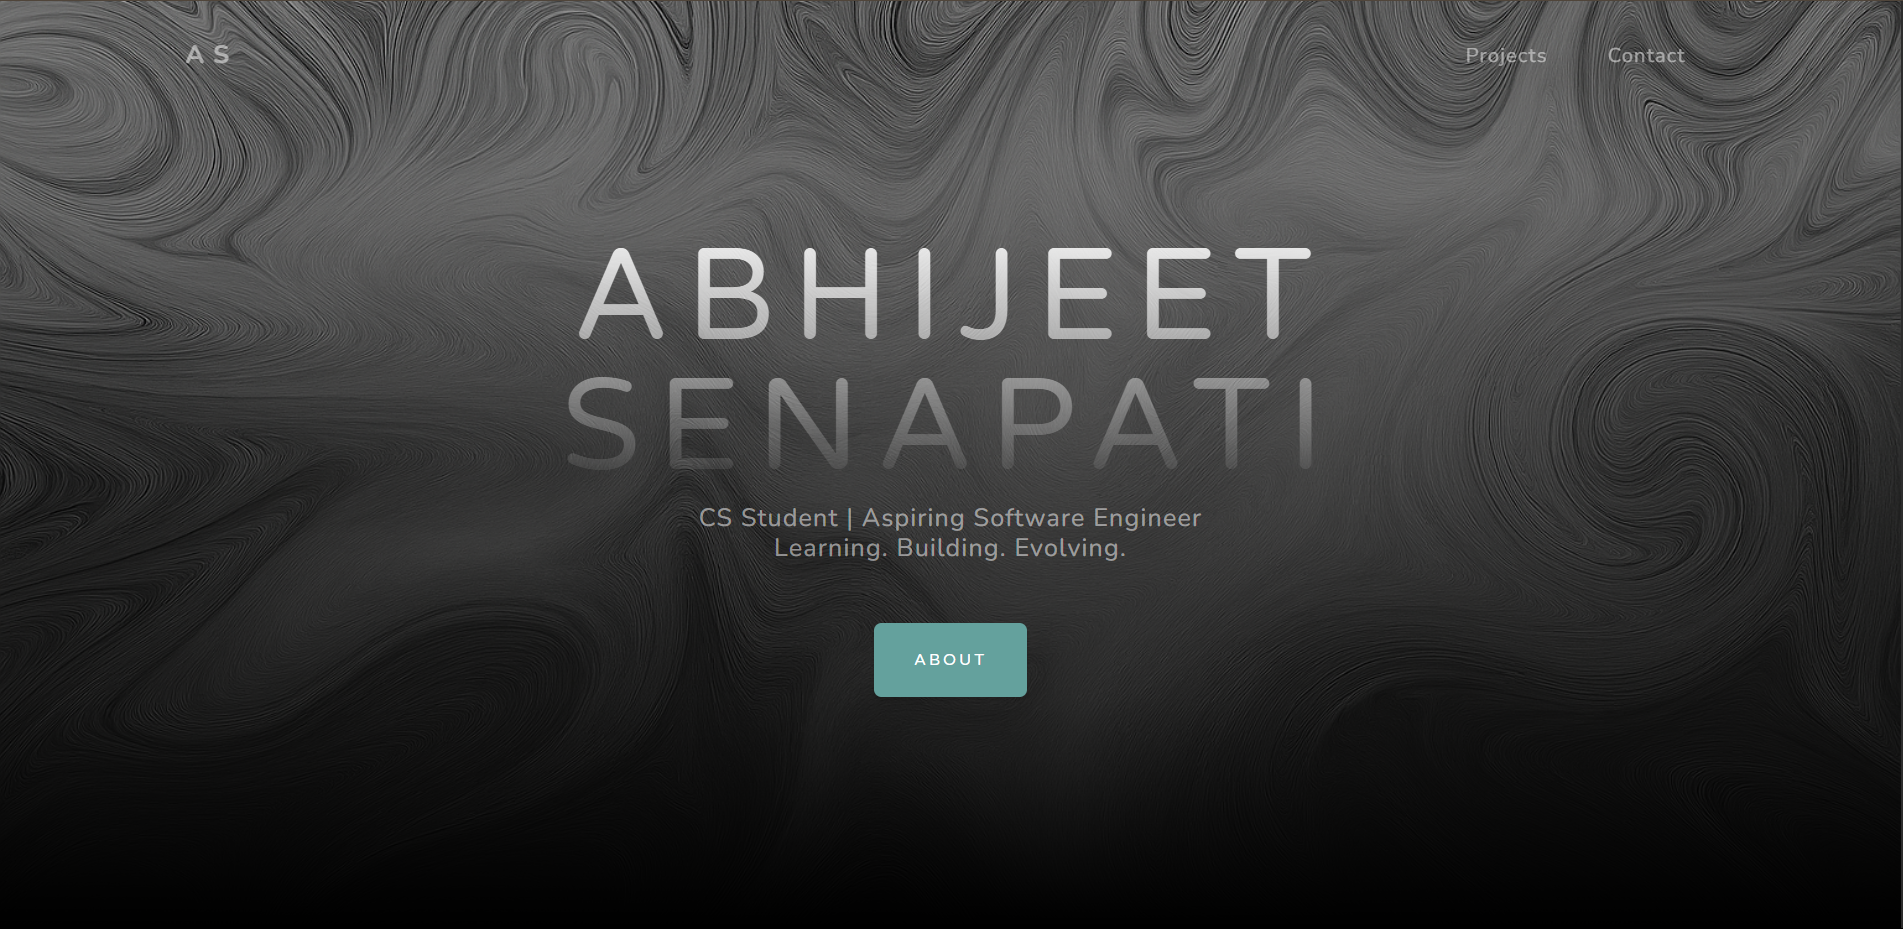 A S
Projects
Contact
ABHIJEET
SENAPATI
CS Student | Aspiring Software Engineer
Learning. Building. Evolving.
ABOUT